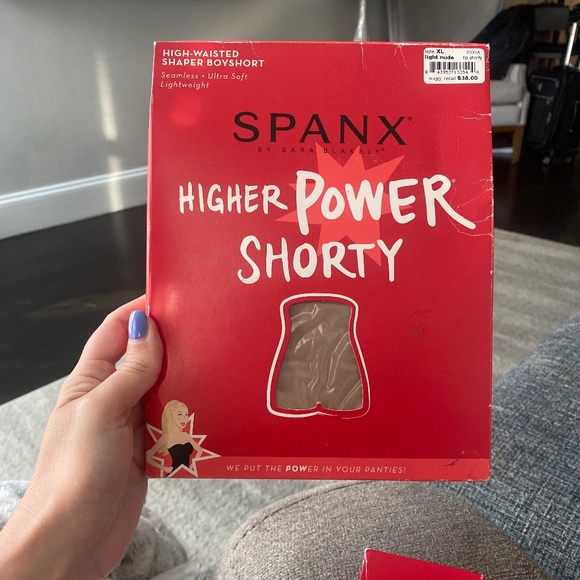 HIGH-WAISTED
SHAPER BOYSHORT
Seamless • Ultra Soft
Lightweight
size: XL
light nude
sugg. retail $38.00
SPANX®
BY SARA BLAKELY®
HIGHER POWER®
SHORTY
WE PUT THE POWER IN YOUR PANTIES!